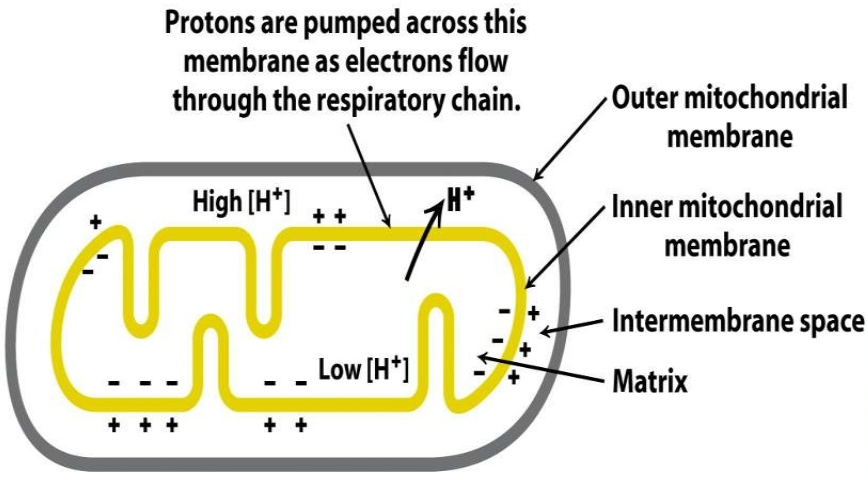 Protons are pumped across this
membrane as electrons flow
through the respiratory chain.
Outer mitochondrial
membrane
High [H⁺]
+ +
H⁺
Inner mitochondrial
membrane
+
– –
– –
– +
Intermembrane space
– +
Low [H⁺]
Matrix
– +
– – –
– –
+ + +
+ +